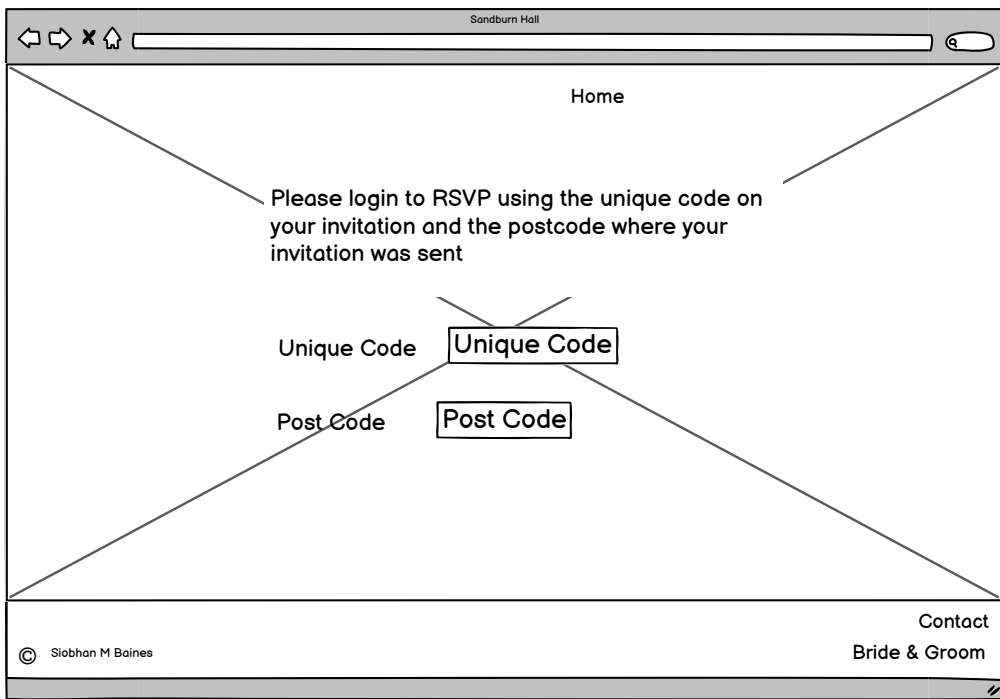 Sandburn Hall
Home
Please login to RSVP using the unique code on
your invitation and the postcode where your
invitation was sent
Unique Code Unique Code
Post Code Post Code
Contact
© Siobhan M Baines
Bride & Groom